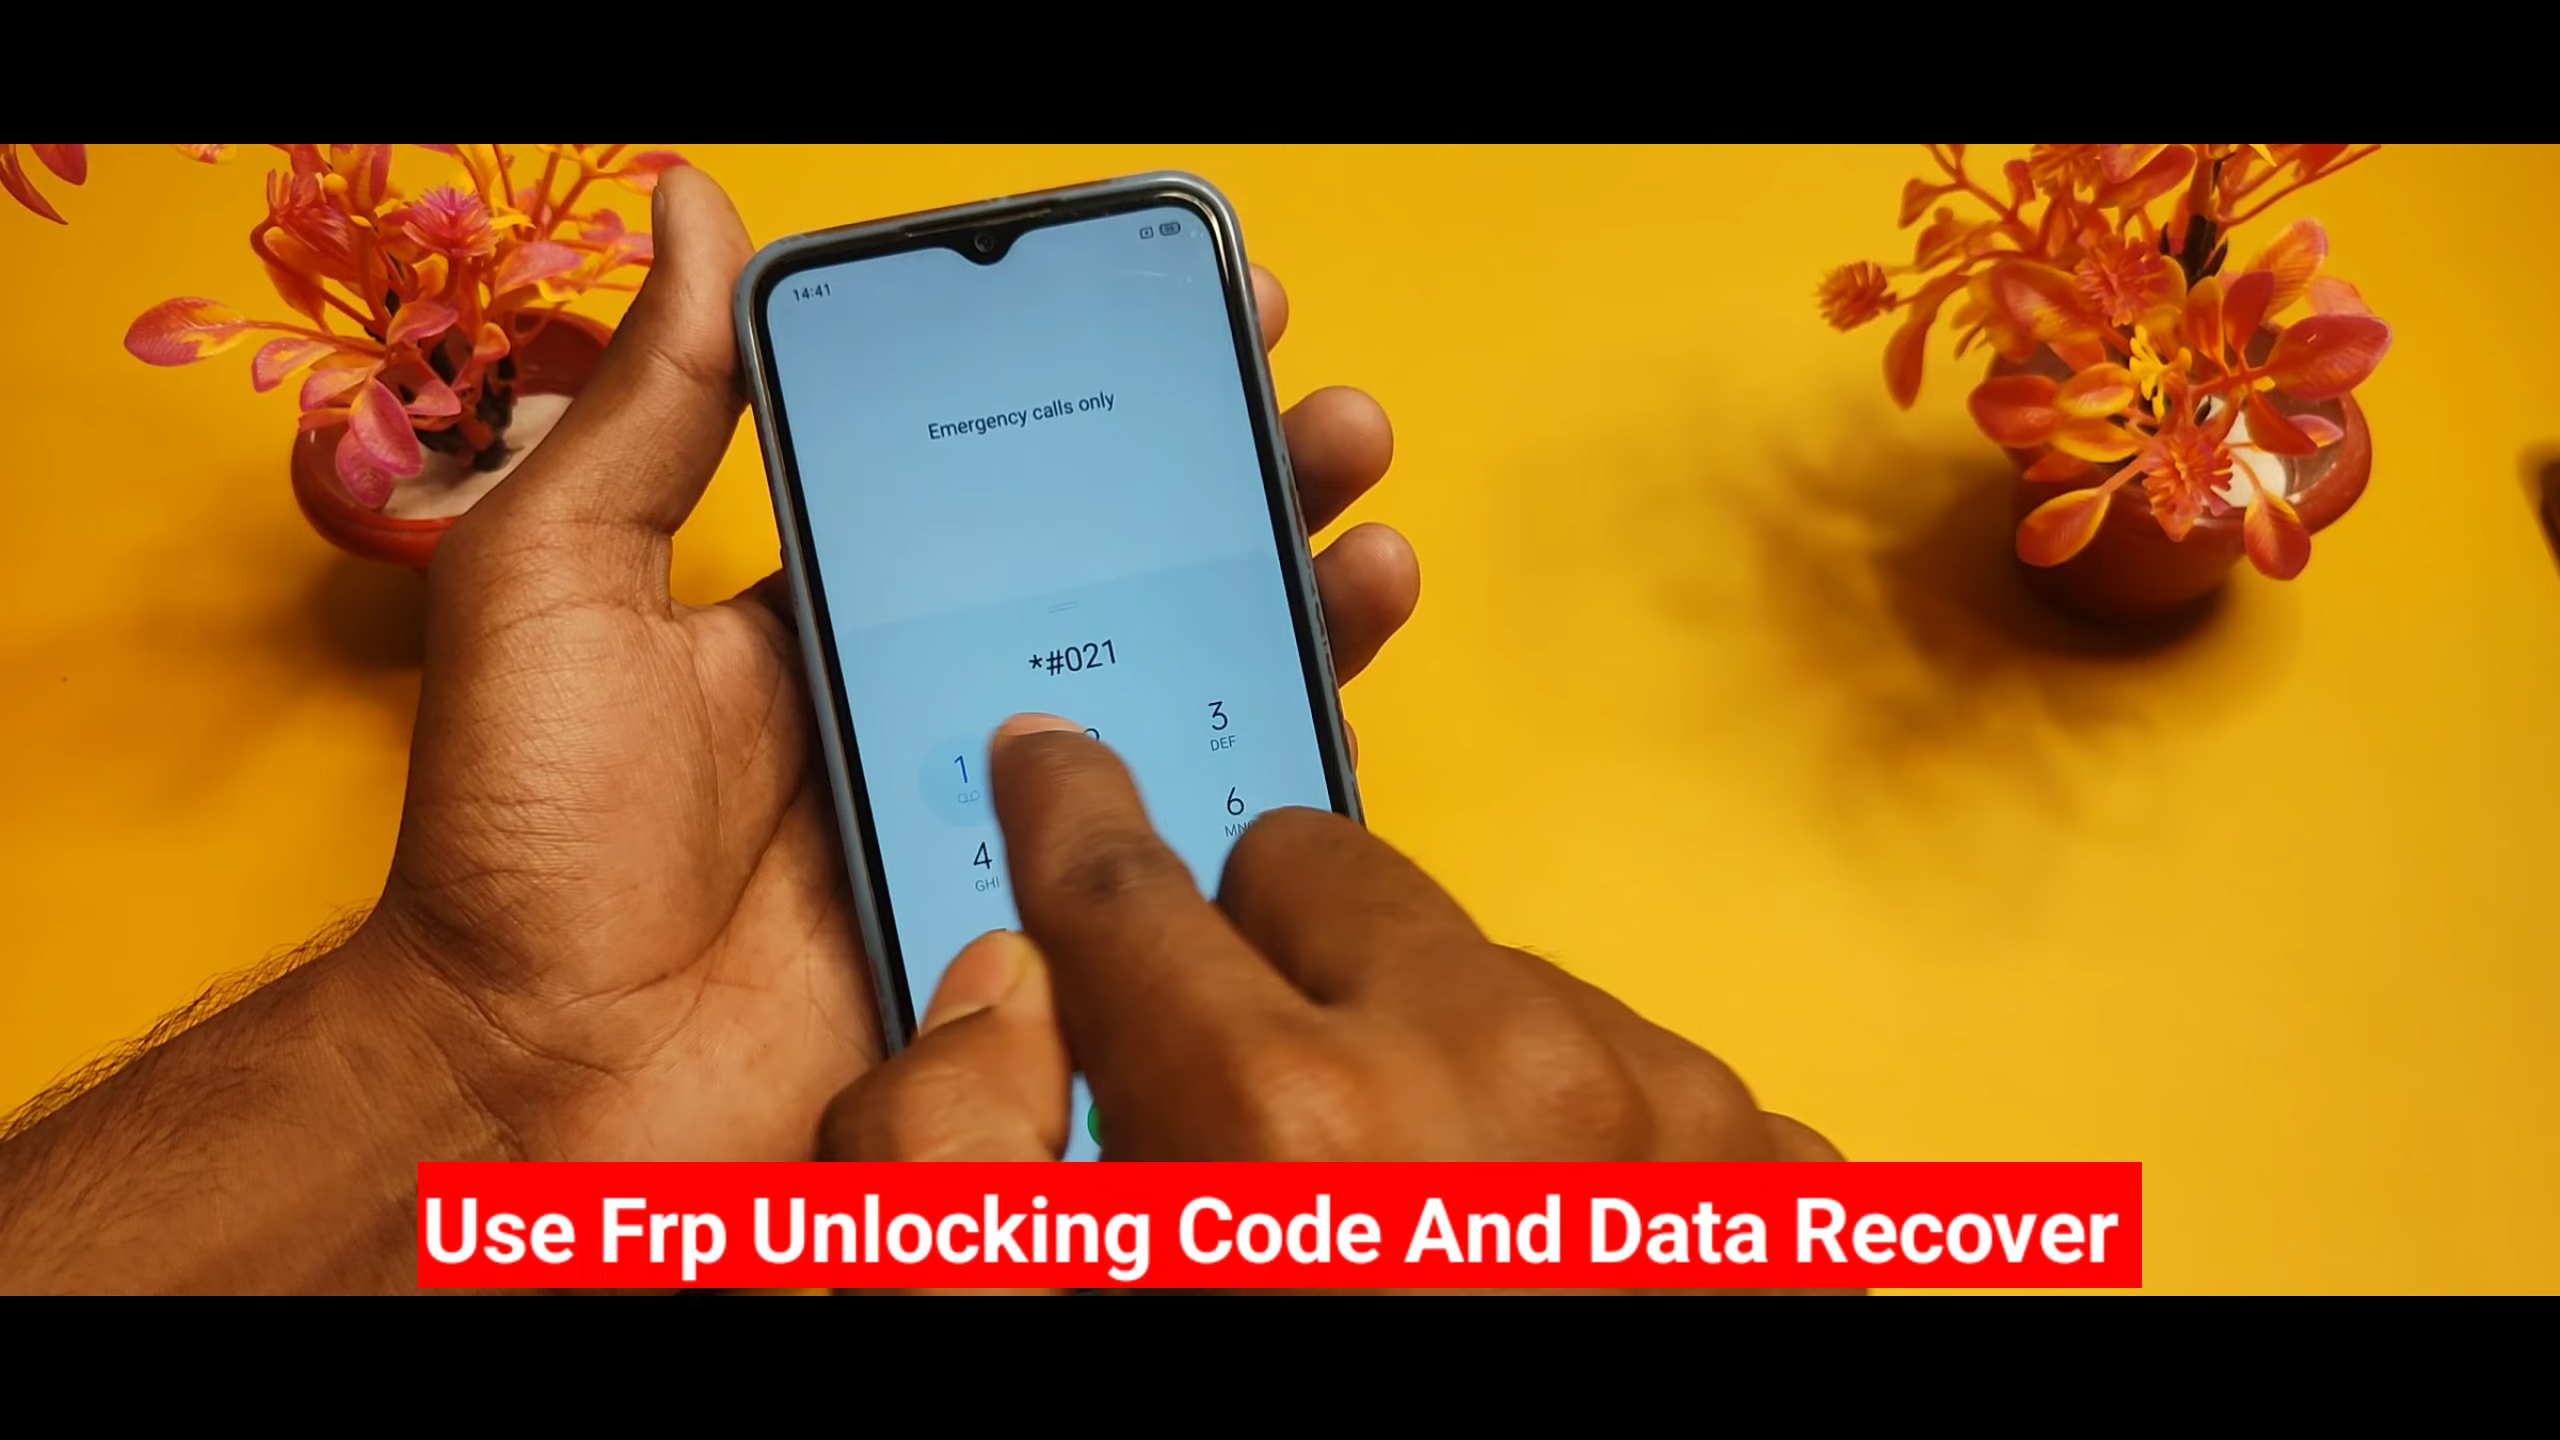 14:41
Emergency calls only
*#021
1
3
DEF
4
GHI
6
Use Frp Unlocking Code And Data Recover